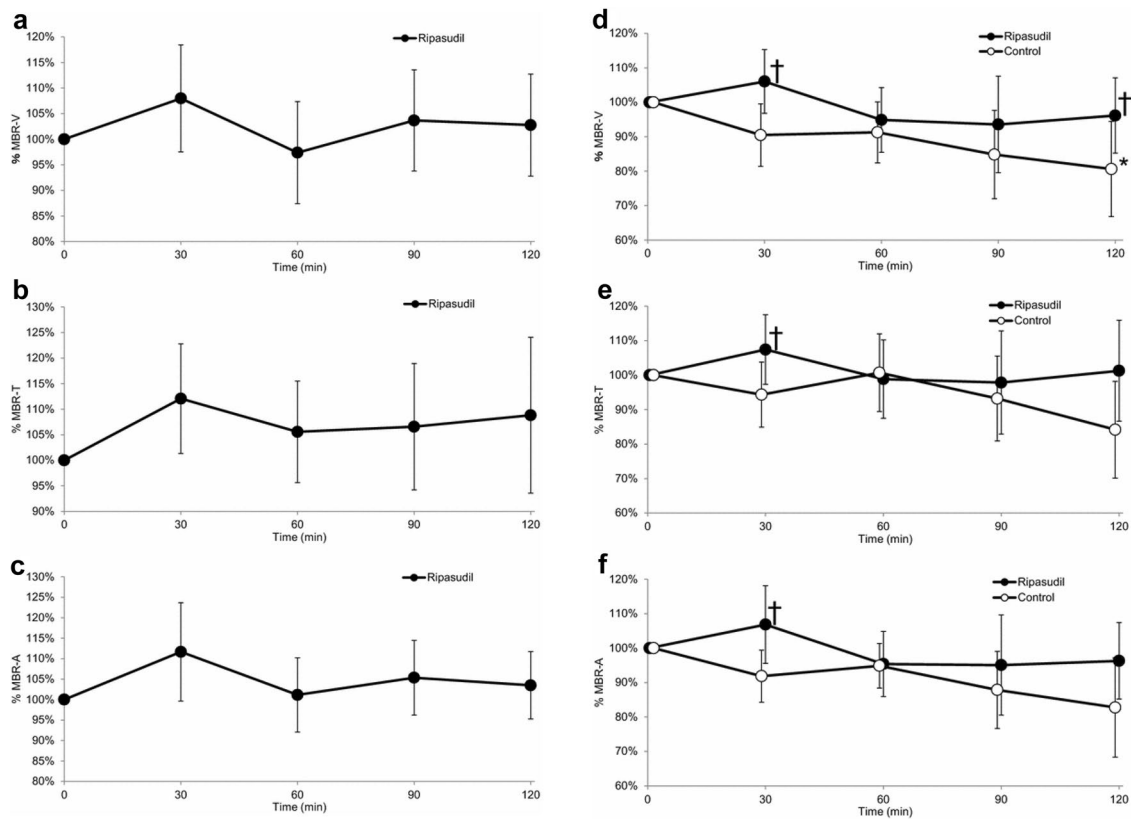 a
120%
115%
110%
105%
100%
95%
90%
85%
80%
% MBR-V
Ripasudil
0 30 60 90 120
Time (min)
b
130%
125%
120%
115%
110%
105%
100%
95%
90%
% MBR-T
Ripasudil
0 30 60 90 120
Time (min)
c
130%
125%
120%
115%
110%
105%
100%
95%
90%
85%
80%
% MBR-A
Ripasudil
0 30 60 90 120
Time (min)
d
120%
110%
100%
90%
80%
70%
60%
% MBR-V
Ripasudil
Control
†
†
*
0 30 60 90 120
Time (min)
e
120%
110%
100%
90%
80%
70%
60%
% MBR-T
Ripasudil
Control
†
0 30 60 90 120
Time (min)
f
120%
110%
100%
90%
80%
70%
60%
% MBR-A
Ripasudil
Control
†
0 30 60 90 120
Time (min)